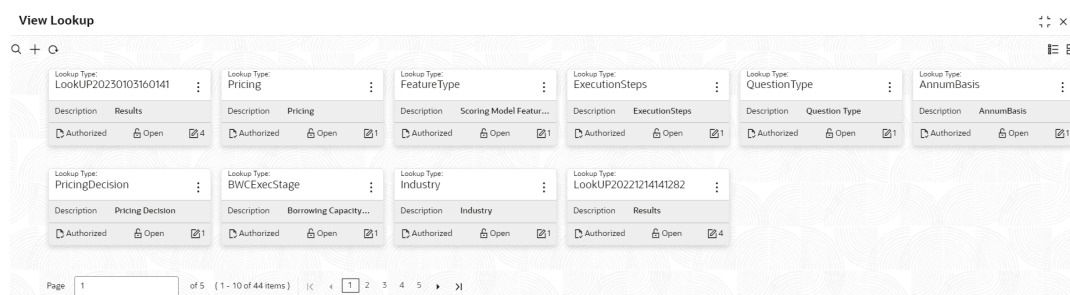 View Lookup
Lookup Type: Lookup Type: Lookup Type: Lookup Type: Lookup Type: Lookup Type:
LookUP20230103160141 Pricing FeatureType ExecutionSteps QuestionType AnnumBasis
Description Results Description Pricing Description Scoring Model Featur... Description ExecutionSteps Description Question Type Description AnnumBasis
Authorized Open 4 Authorized Open 1 Authorized Open 1 Authorized Open 1 Authorized Open 1 Authorized Open 1
Lookup Type: Lookup Type: Lookup Type: Lookup Type:
PricingDecision BWCExecStage Industry LookUP20221214141282
Description Pricing Decision Description Borrowing Capacity... Description Industry Description Results
Authorized Open 1 Authorized Open 1 Authorized Open 1 Authorized Open 4
Page 1 of 5 (1 - 10 of 44 items) 1 2 3 4 5